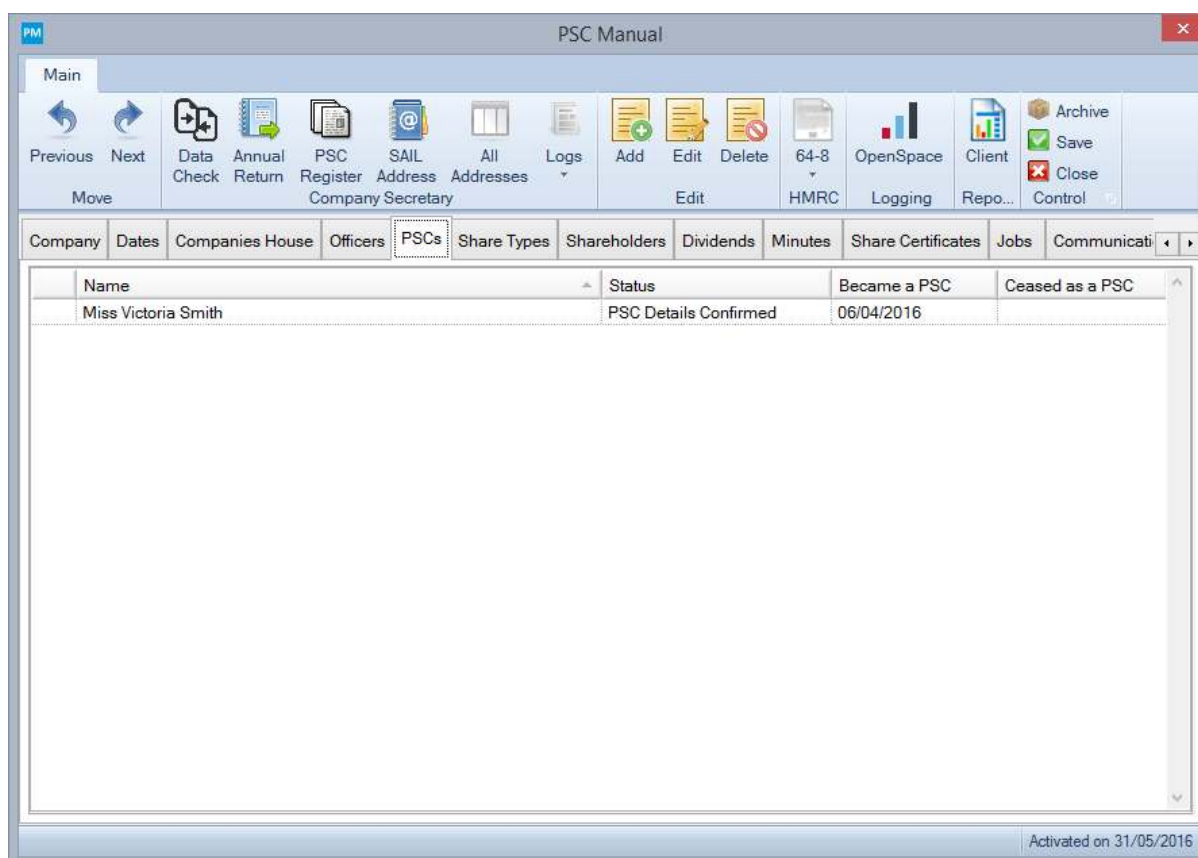 PM PSC Manual
Main
Previous Next Data Check Annual Return PSC Register SAIL Address All Addresses Logs Add Edit Delete 64-8 OpenSpace Client Archive Save Close
Move Company Secretary Edit HMRC Logging Repo... Control
Company Dates Companies House Officers PSCs Share Types Shareholders Dividends Minutes Share Certificates Jobs Communicati
Name Status Became a PSC Ceased as a PSC
Miss Victoria Smith PSC Details Confirmed 06/04/2016
Activated on 31/05/2016